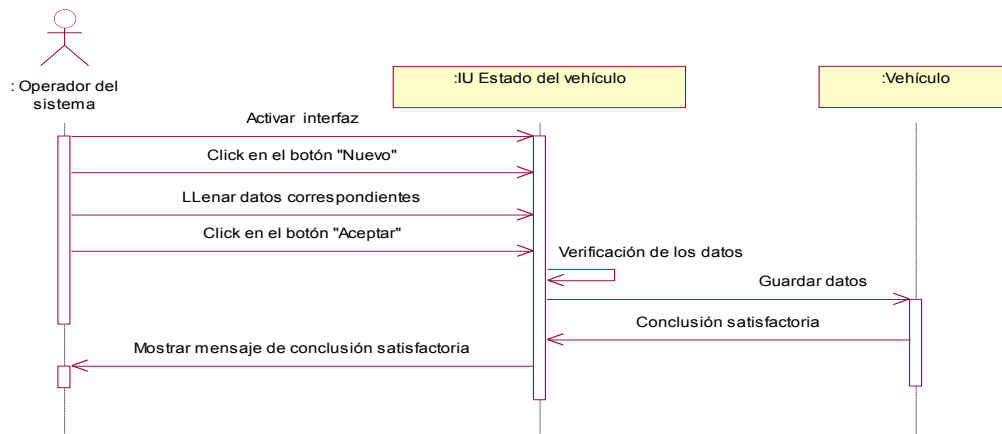 : Operador del
sistema
:IU Estado del vehículo
:Vehículo
Activar interfaz
Click en el botón "Nuevo"
LLenar datos correspondientes
Click en el botón "Aceptar"
Verificación de los datos
Guardar datos
Conclusión satisfactoria
Mostrar mensaje de conclusión satisfactoria